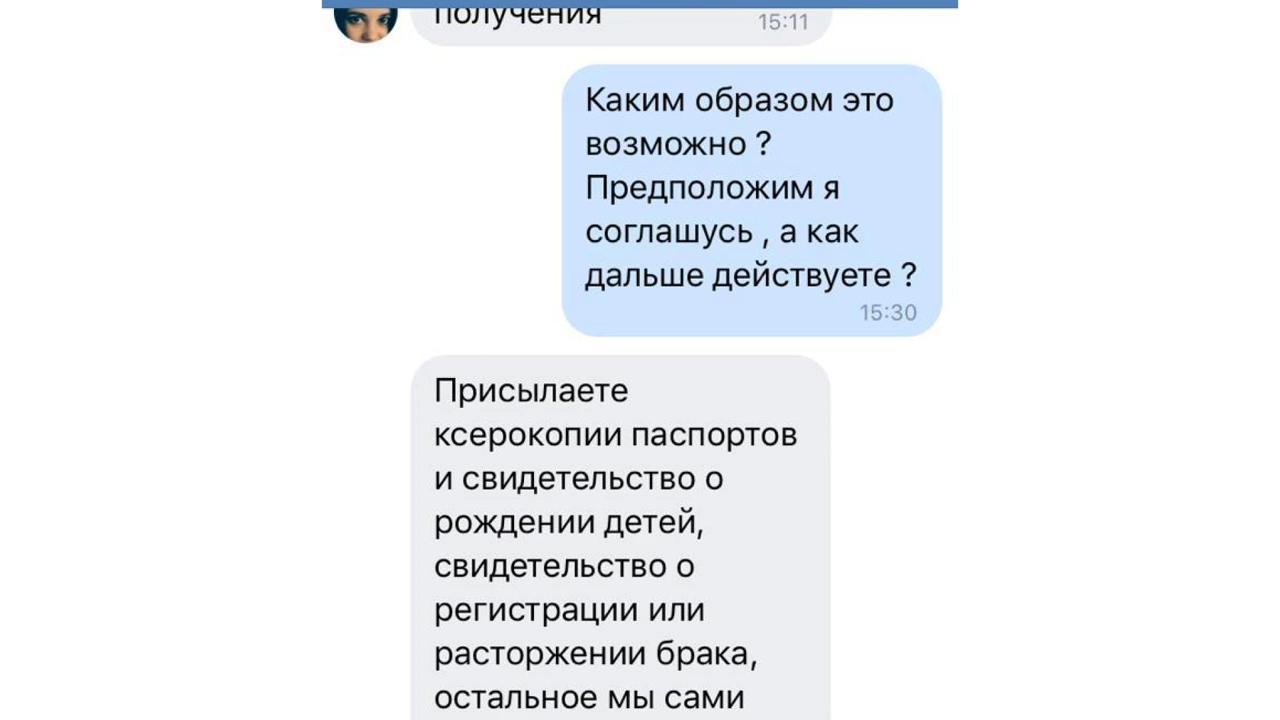 получения
15:11
Каким образом это
возможно ?
Предположим я
соглашусь , а как
дальше действуете ?
15:30
Присылаете
ксерокопии паспортов
и свидетельство о
рождении детей,
свидетельство о
регистрации или
расторжении брака,
остальное мы сами